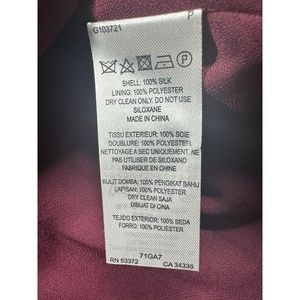 G103721 P
P
SHELL: 100% SILK
LINING: 100% POLYESTER
DRY CLEAN ONLY. DO NOT USE
SILOXANE
MADE IN CHINA
TISSU EXTERIEUR: 100% SOIE
DOUBLURE: 100% POLYESTER
NETTOYAGE A SEC UNIQUEMENT. NE
PAS UTILISER DE SILOXANO
FABRIQUE EN CHINE
KULIT DOMBA: 100% PENGIKAT BAHU
LAPISAN: 100% POLYESTER
DRY CLEAN SAJA
DIBUAT DI CINA
TEJIDO EXTERIOR: 100% SEDA
FORRO: 100% POLIESTER
71GA7
RN 63372 CA 34338